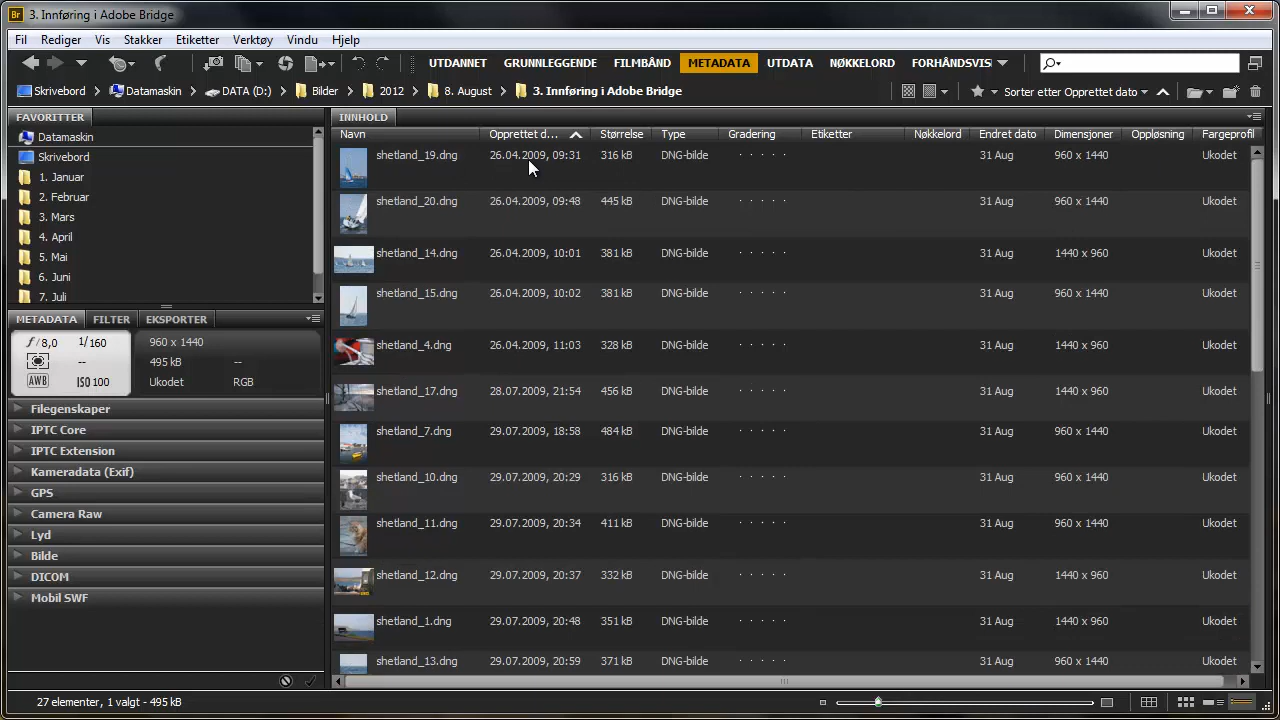 Br 3. Innføring i Adobe Bridge
Fil Rediger Vis Stakker Etiketter Verktøy Vindu Hjelp
UTDANNET GRUNNLEGGENDE FILMBÅND METADATA UTDATA NØKKELORD FORHÅNDSVIS
Skrivebord Datamaskin DATA (D:) Bilder 2012 8. August 3. Innføring i Adobe Bridge Sorter etter Opprettet dato
FAVORITTER
Datamaskin
Skrivebord
1. Januar
2. Februar
3. Mars
4. April
5. Mai
6. Juni
7. Juli
METADATA FILTER EKSPORTER
ƒ/8,0 1/160 960 x 1440
-- 495 kB --
AWB ISO 100 Ukodet RGB
Filegenskaper
IPTC Core
IPTC Extension
Kameradata (Exif)
GPS
Camera Raw
Lyd
Bilde
DICOM
Mobil SWF
INNHOLD
Navn Opprettet d... Størrelse Type Gradering Etiketter Nøkkelord Endret dato Dimensjoner Oppløsning Fargeprofil
shetland_19.dng 26.04.2009, 09:31 316 kB DNG-bilde · · · · · 31 Aug 960 x 1440 Ukodet
shetland_20.dng 26.04.2009, 09:48 445 kB DNG-bilde · · · · · 31 Aug 960 x 1440 Ukodet
shetland_14.dng 26.04.2009, 10:01 381 kB DNG-bilde · · · · · 31 Aug 1440 x 960 Ukodet
shetland_15.dng 26.04.2009, 10:02 381 kB DNG-bilde · · · · · 31 Aug 960 x 1440 Ukodet
shetland_4.dng 26.04.2009, 11:03 328 kB DNG-bilde · · · · · 31 Aug 1440 x 960 Ukodet
shetland_17.dng 28.07.2009, 21:54 456 kB DNG-bilde · · · · · 31 Aug 1440 x 960 Ukodet
shetland_7.dng 29.07.2009, 18:58 484 kB DNG-bilde · · · · · 31 Aug 960 x 1440 Ukodet
shetland_10.dng 29.07.2009, 20:29 316 kB DNG-bilde · · · · · 31 Aug 960 x 1440 Ukodet
shetland_11.dng 29.07.2009, 20:34 411 kB DNG-bilde · · · · · 31 Aug 960 x 1440 Ukodet
shetland_12.dng 29.07.2009, 20:37 332 kB DNG-bilde · · · · · 31 Aug 1440 x 960 Ukodet
shetland_1.dng 29.07.2009, 20:48 351 kB DNG-bilde · · · · · 31 Aug 1440 x 960 Ukodet
shetland_13.dng 29.07.2009, 20:59 371 kB DNG-bilde · · · · · 31 Aug 960 x 1440 Ukodet
27 elementer, 1 valgt - 495 kB